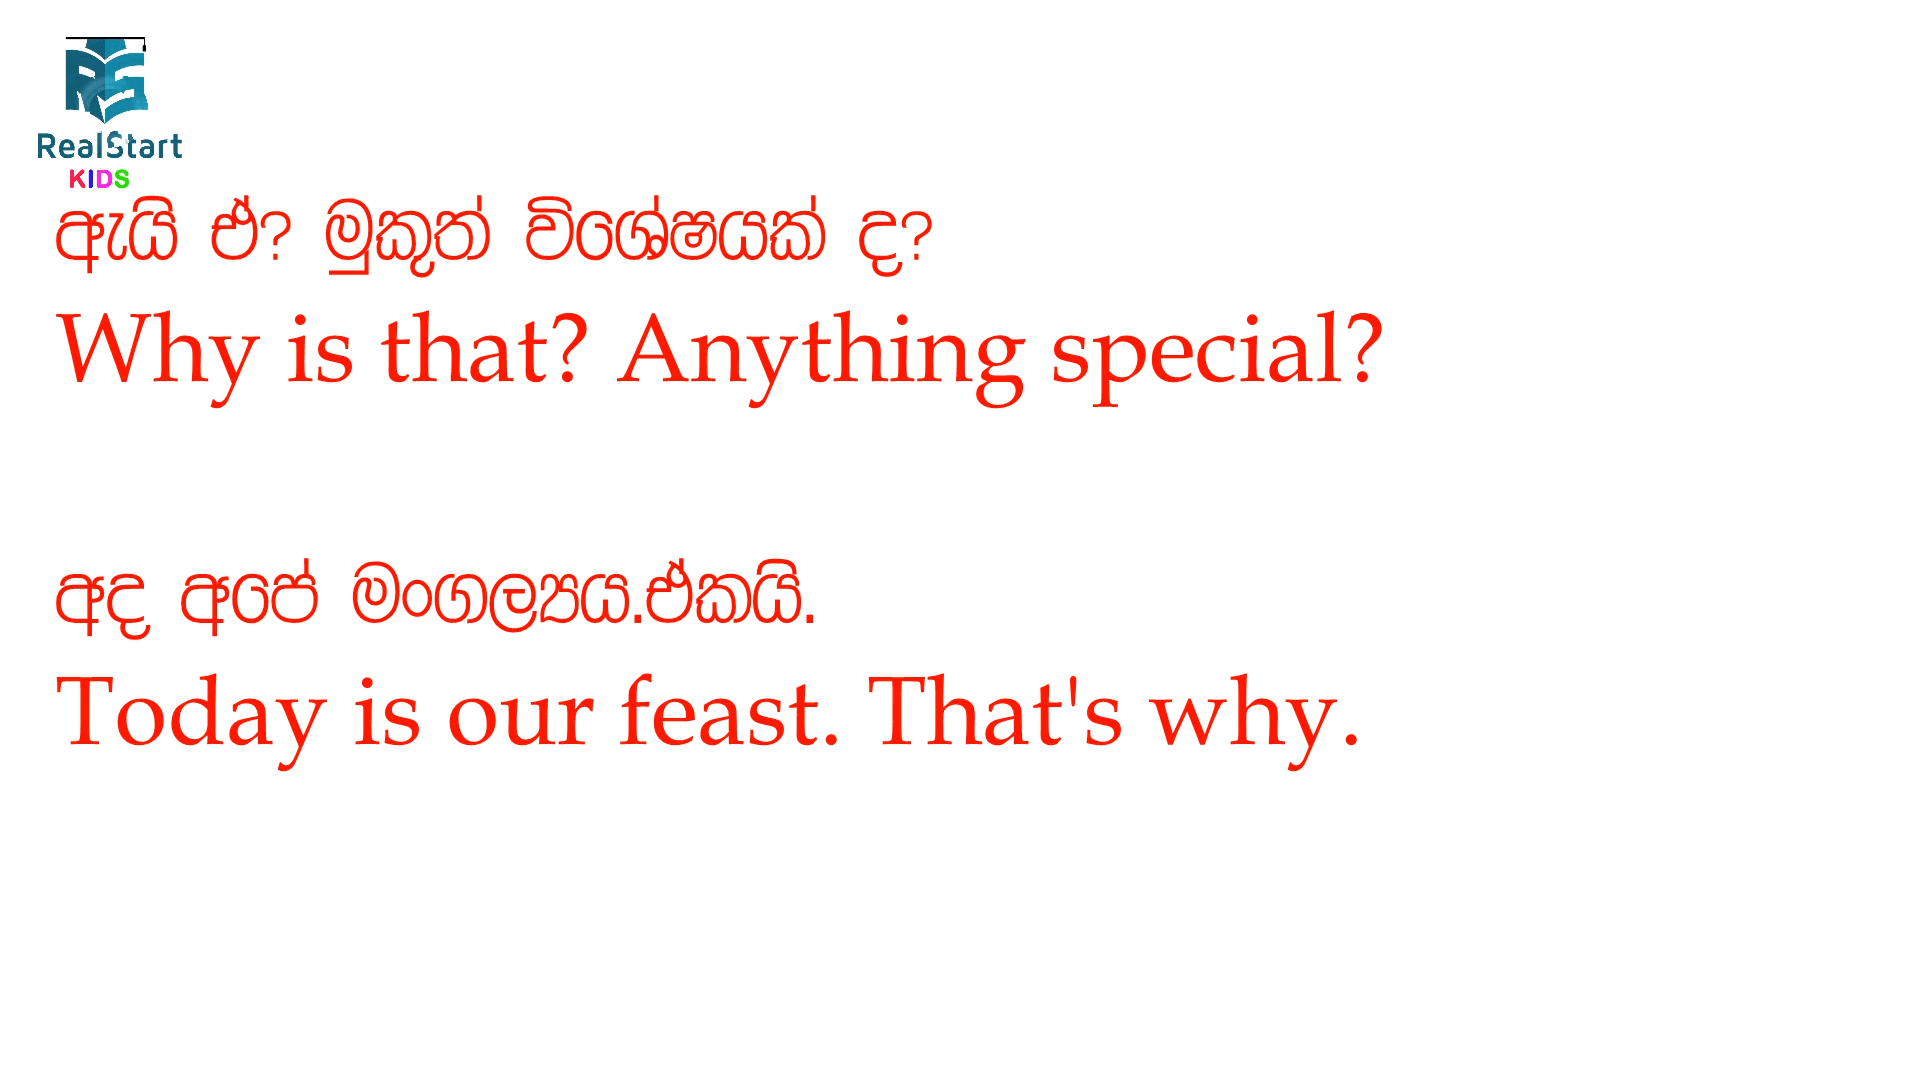 RealStart
KIDS
ඇයි ඒ? මුකුත් විශේෂයක් ද?
Why is that? Anything special?
අද අපේ මංගල්‍යය.ඒකයි.
Today is our feast. That's why.